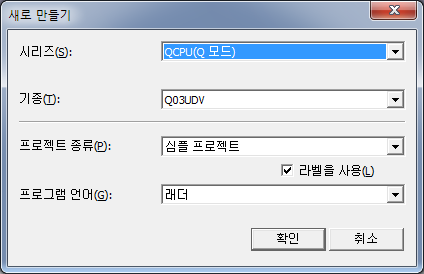 새로 만들기
시리즈(S): QCPU(Q 모드)
기종(T): Q03UDV
프로젝트 종류(P): 심플 프로젝트
라벨을 사용(L)
프로그램 언어(G): 래더
확인 취소